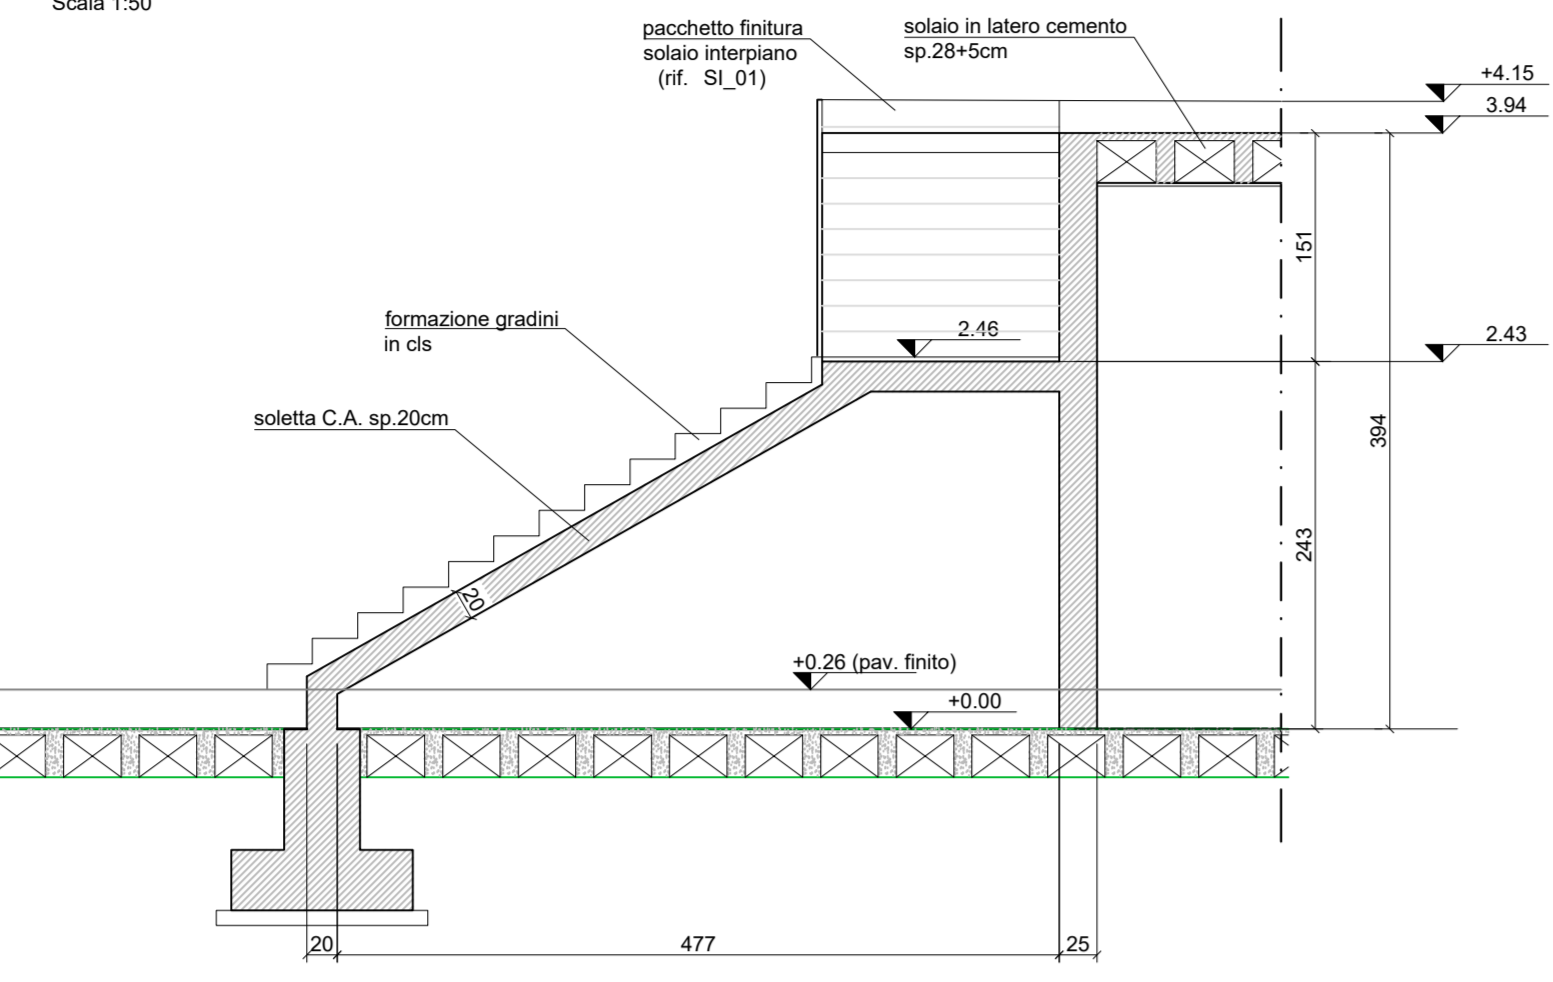 Scala 1:50
pacchetto finitura
solaio interpiano
(rif. SI_01)
solaio in latero cemento
sp.28+5cm
+4.15
3.94
151
formazione gradini
in cls
2.46
2.43
soletta C.A. sp.20cm
394
243
20
+0.26 (pav. finito)
+0.00
20
477
25